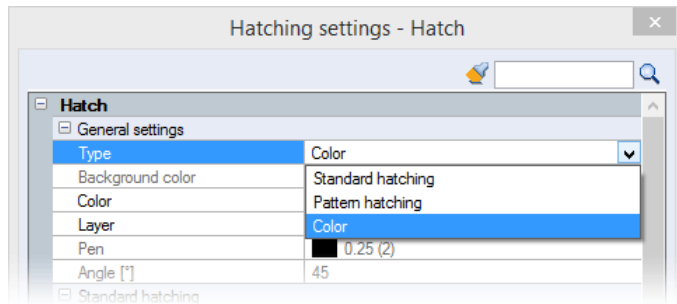 Hatching settings - Hatch
Hatch
General settings
Type Color
Background color Standard hatching
Color Pattern hatching
Layer Color
Pen 0.25 (2)
Angle [°] 45
Standard hatching